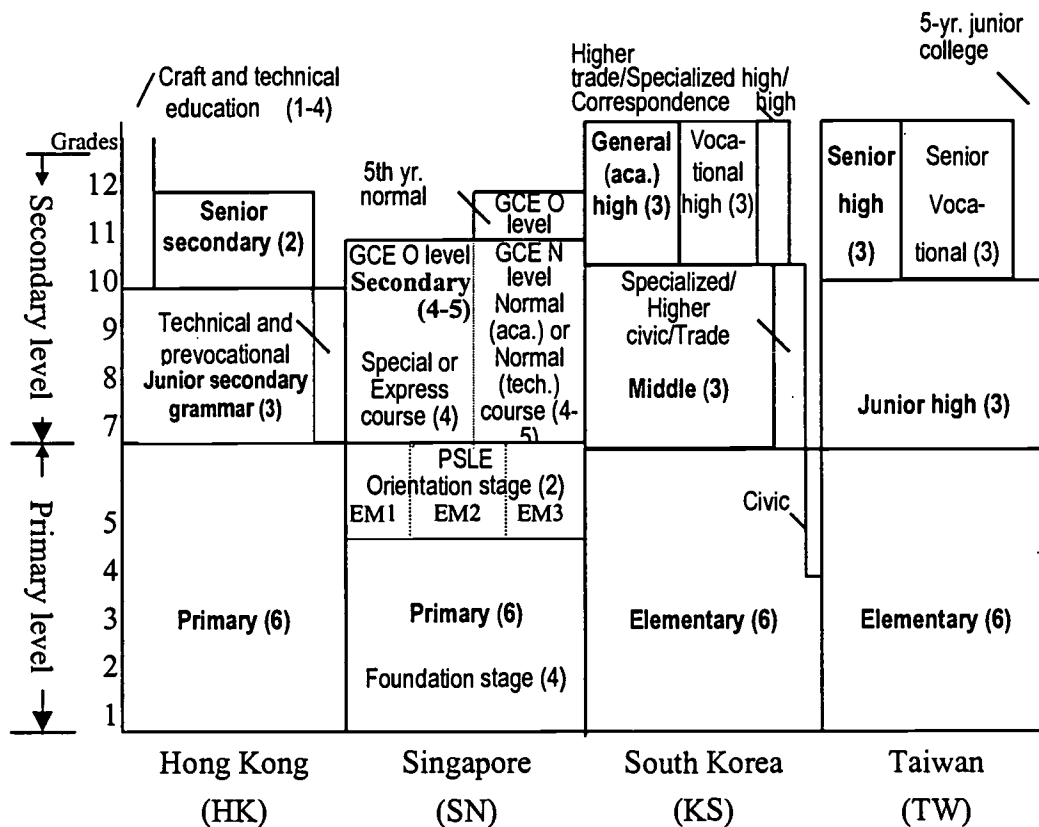 5-yr. junior
college
Higher
trade/Specialized high/
Correspondence high
Craft and technical
education (1-4)
Grades
Secondary level
Primary level
12
11
10
9
8
7
5
4
3
2
1
Senior
secondary (2)
Technical and
prevocational
Junior secondary
grammar (3)
Primary (6)
5th yr.
normal
GCE O
level
GCE O level
Secondary
(4-5)
Special or
Express
course (4)
GCE N
level
Normal
(aca.) or
Normal
(tech.)
course (4-
5)
PSLE
Orientation stage (2)
EM1 EM2 EM3
Primary (6)
Foundation stage (4)
General
(aca.)
high (3)
Voca-
tional
high (3)
Specialized/
Higher
civic/Trade
Middle (3)
Civic
Elementary (6)
Senior
high
(3)
Senior
Voca-
tional (3)
Junior high (3)
Elementary (6)
Hong Kong
(HK)
Singapore
(SN)
South Korea
(KS)
Taiwan
(TW)